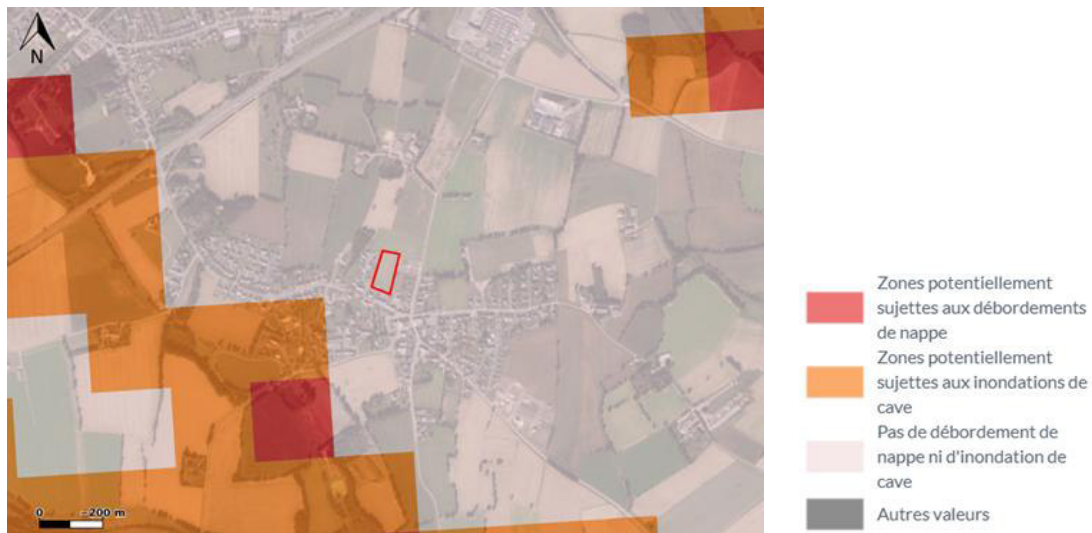 N
Zones potentiellement
sujettes aux débordements
de nappe
Zones potentiellement
sujettes aux inondations de
cave
Pas de débordement de
nappe ni d'inondation de
cave
Autres valeurs
0 ~200 m